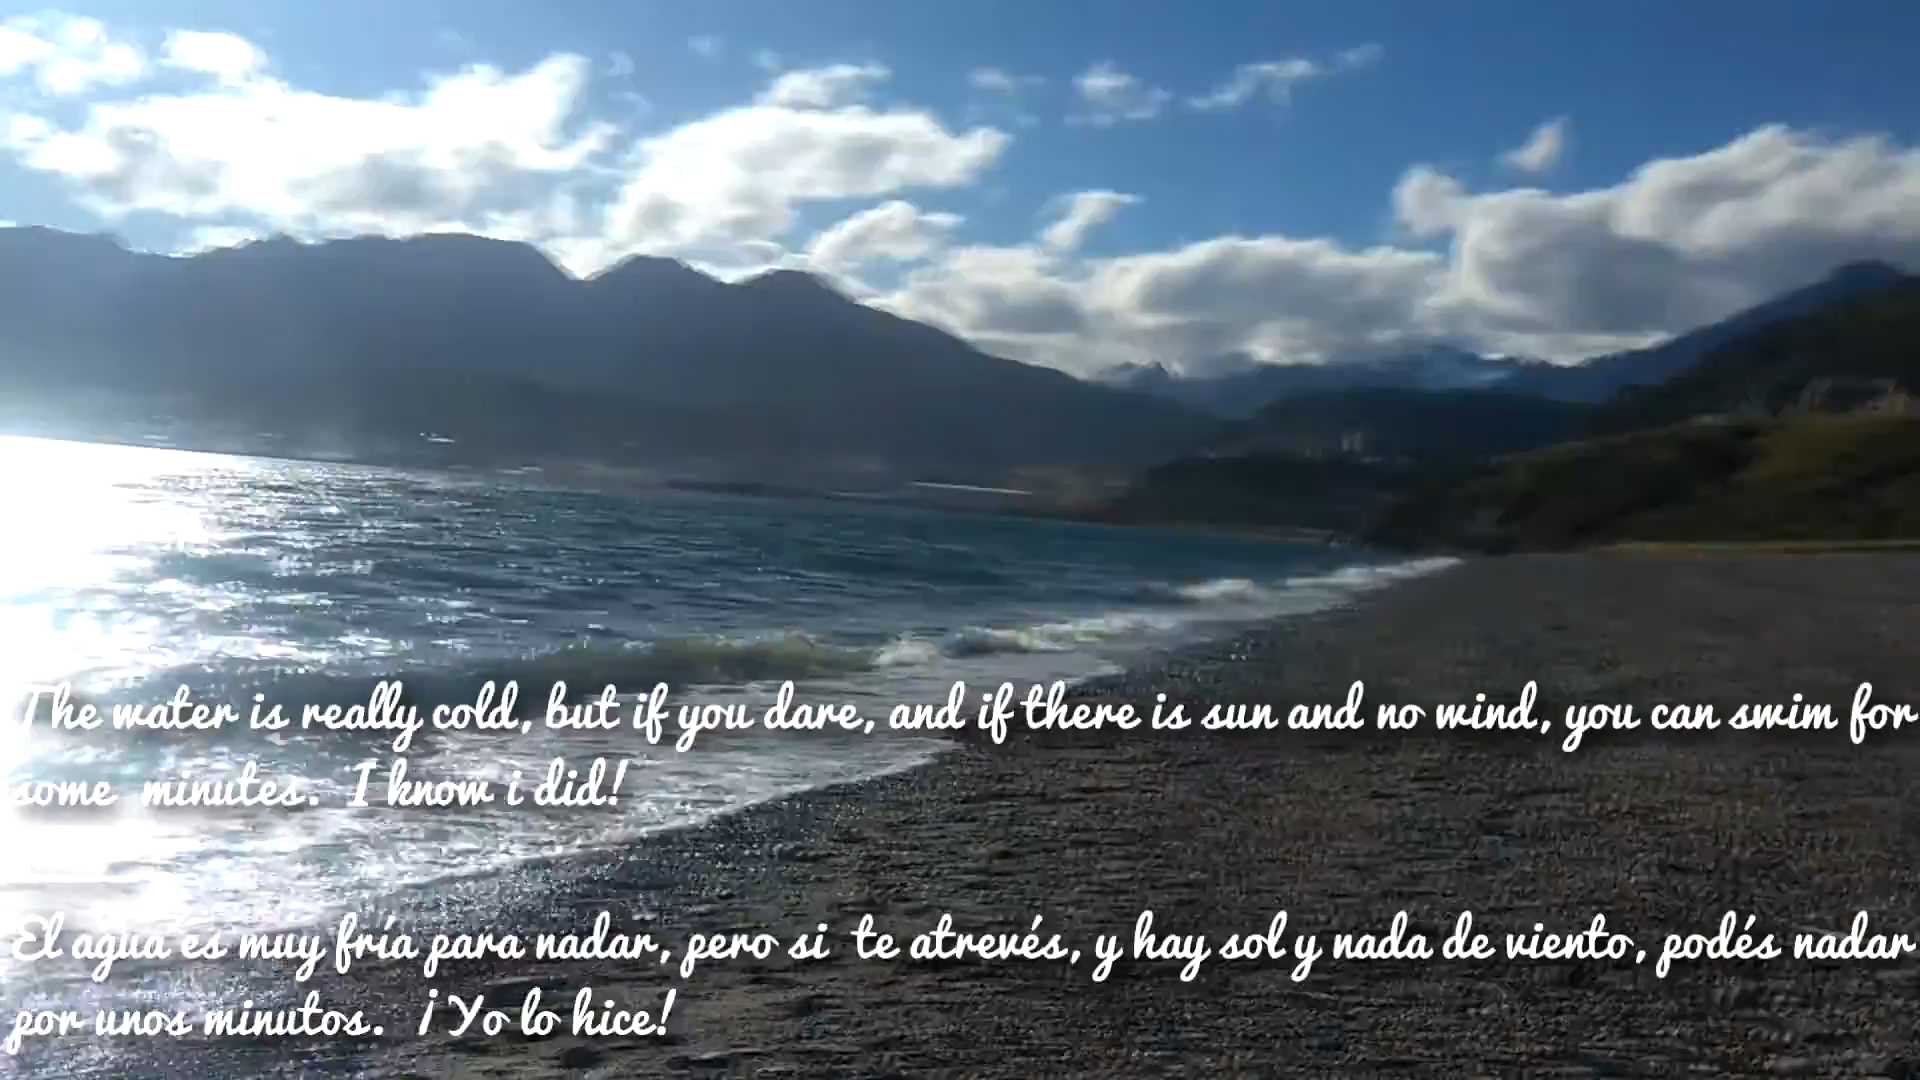 The water is really cold, but if you dare, and if there is sun and no wind, you can swim for
some minutes. I know i did!
El agua es muy fría para nadar, pero si te atrevés, y hay sol y nada de viento, podés nadar
por unos minutos. ¡Yo lo hice!